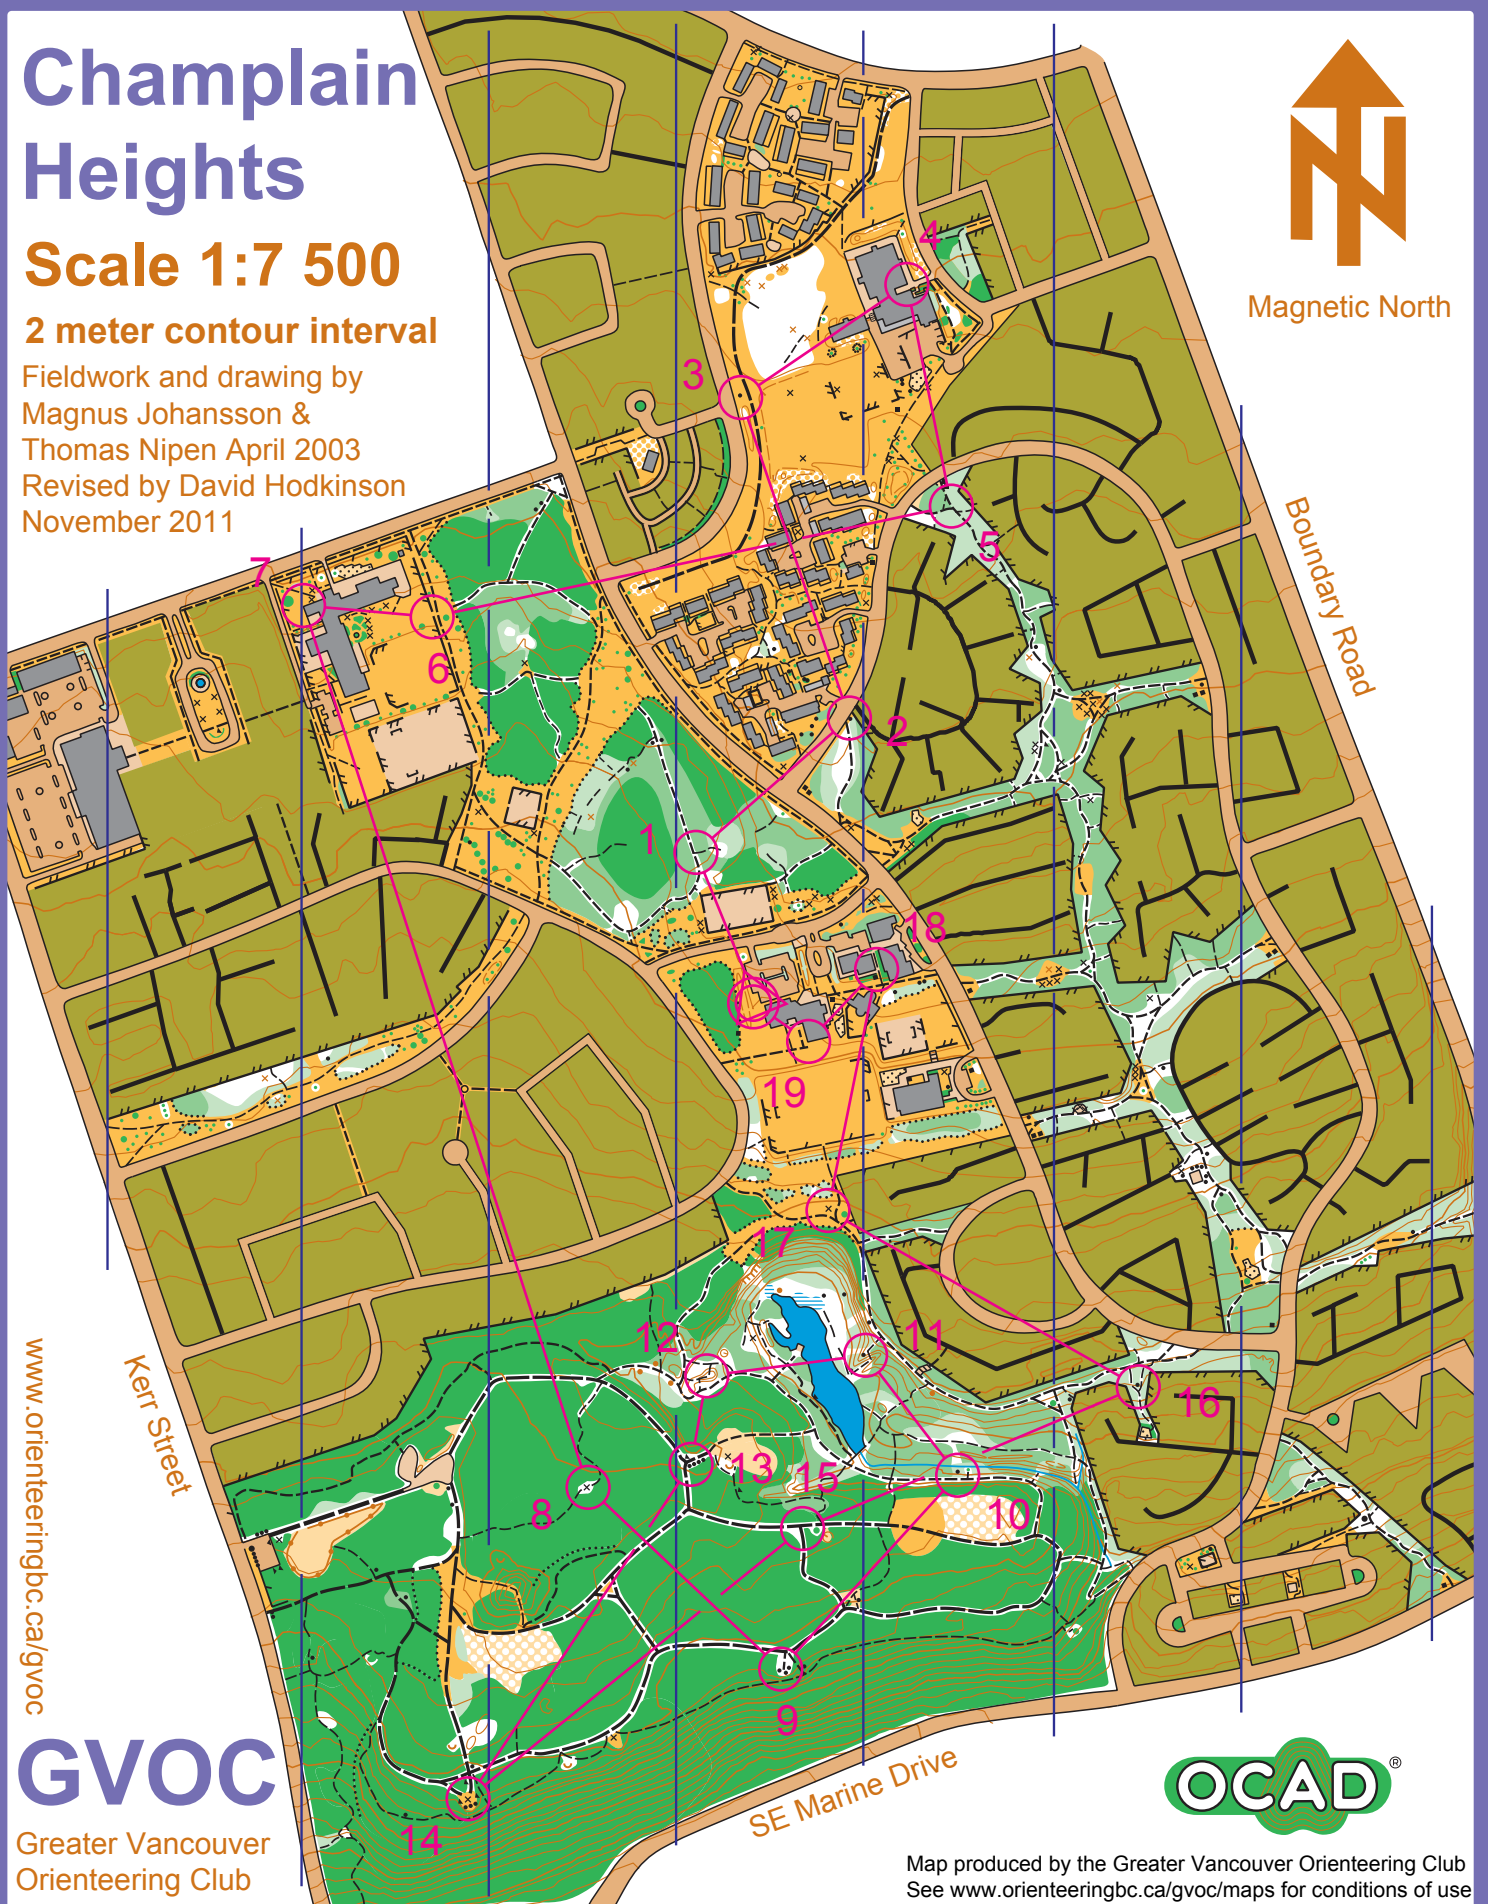 Champlain
Heights
Scale 1:7 500
2 meter contour interval
Fieldwork and drawing by
Magnus Johansson &
Thomas Nipen April 2003
Revised by David Hodkinson
November 2011
N
Magnetic North
4
3
5
7
6
2
1
18
19
17
12
11
16
13
15
8
10
9
14
Boundary Road
Kerr Street
SE Marine Drive
www.orienteeringbc.ca/gvoc
GVOC
Greater Vancouver
Orienteering Club
OCAD®
Map produced by the Greater Vancouver Orienteering Club
See www.orienteeringbc.ca/gvoc/maps for conditions of use